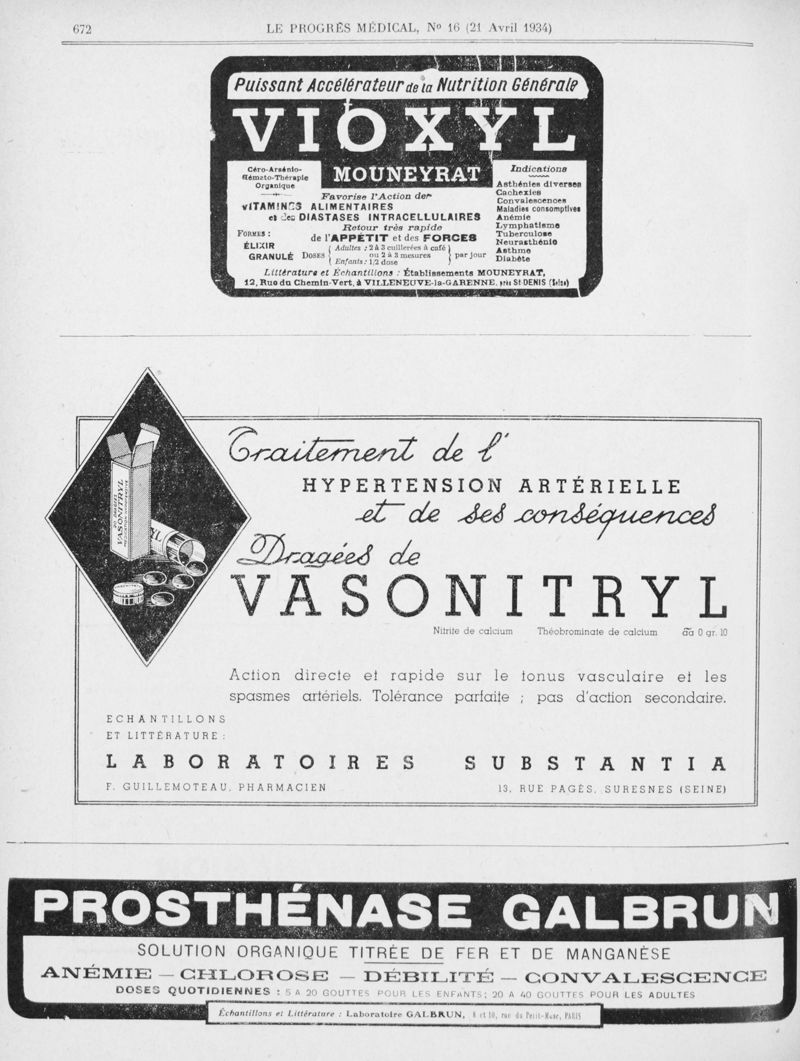 672
LE PROGRÈS MÉDICAL, No 16 (21 Avril 1934)
Puissant Accélérateur de la Nutrition Générale
VIOXYL
MOUNEYRAT
Céro-Arsénio-
Hémato-Thérapie
Organique
Favorise l'Action des
VITAMINES ALIMENTAIRES
et des DIASTASES INTRACELLULAIRES
Retour très rapide
de l'APPÉTIT et des FORCES
FORMES :
ÉLIXIR
GRANULÉ
DOSES
Adultes : 2 à 3 cuillerées à café
ou 2 à 3 mesures
Enfants : 1/2 dose
par jour
Indications
Asthénies diverses
Cachexies
Convalescences
Maladies consomptives
Anémie
Lymphatisme
Tuberculose
Neurasthénie
Asthme
Diabète
Littérature et Échantillons : Établissements MOUNEYRAT,
12, Rue du Chemin-Vert, à VILLENEUVE-la-GARENNE, près St-DENIS (Seine)
20 DRAGÉES
VASONITRYL
YL
Traitement de l'
HYPERTENSION ARTÉRIELLE
et de ses conséquences
Dragées de
VASONITRYL
Nitrite de calcium Théobrominate de calcium āā 0 gr. 10
Action directe et rapide sur le tonus vasculaire et les
spasmes artériels. Tolérance parfaite ; pas d'action secondaire.
ECHANTILLONS
ET LITTÉRATURE :
LABORATOIRES SUBSTANTIA
F. GUILLEMOTEAU, PHARMACIEN
13, RUE PAGÈS, SURESNES (SEINE)
PROSTHÉNASE GALBRUN
SOLUTION ORGANIQUE TITRÉE DE FER ET DE MANGANÈSE
ANÉMIE — CHLOROSE — DÉBILITÉ — CONVALESCENCE
DOSES QUOTIDIENNES : 5 A 20 GOUTTES POUR LES ENFANTS; 20 A 40 GOUTTES POUR LES ADULTES
Échantillons et Littérature : Laboratoire GALBRUN, 8 et 10, rue du Petit-Musc, PARIS